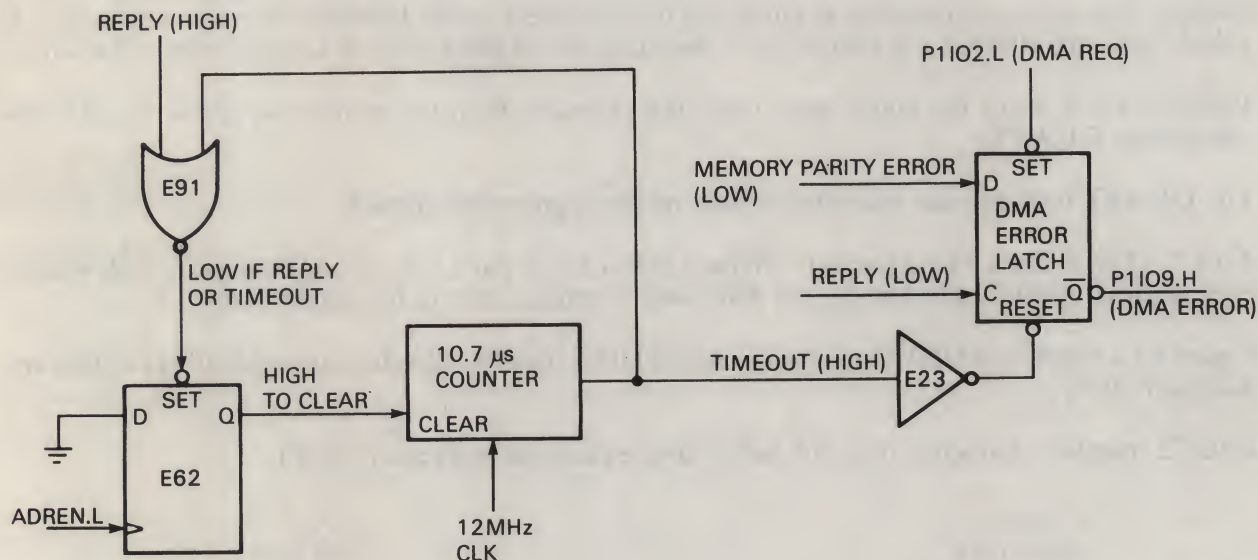 REPLY (HIGH)
P1IO2.L (DMA REQ)
E91
SET
MEMORY PARITY ERROR
(LOW)
D
DMA
ERROR
LATCH
LOW IF REPLY
OR TIMEOUT
REPLY (LOW)
C
Q
P1IO9.H
(DMA ERROR)
RESET
10.7 μs
COUNTER
TIMEOUT (HIGH)
E23
HIGH
TO CLEAR
CLEAR
SET
D
Q
E62
ADREN.L
12MHz
CLK